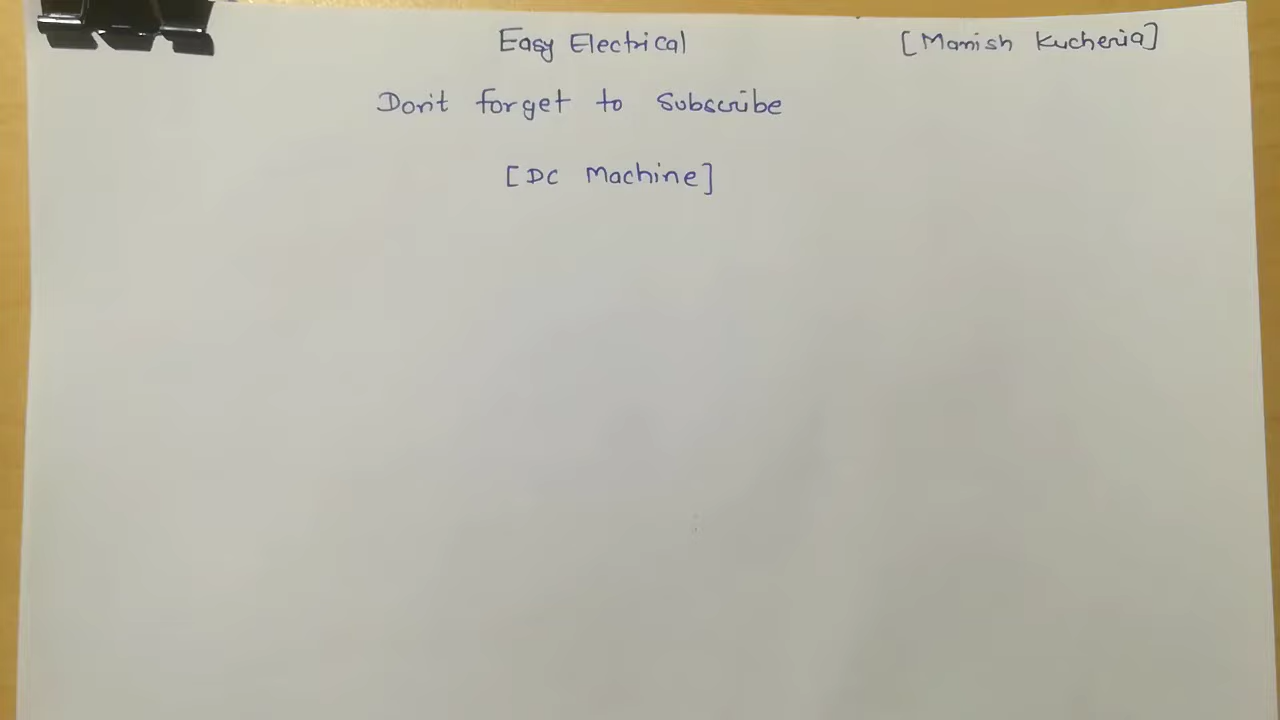 Easy Electrical [Manish Kucheria]
Don't forget to Subscribe
[DC Machine]